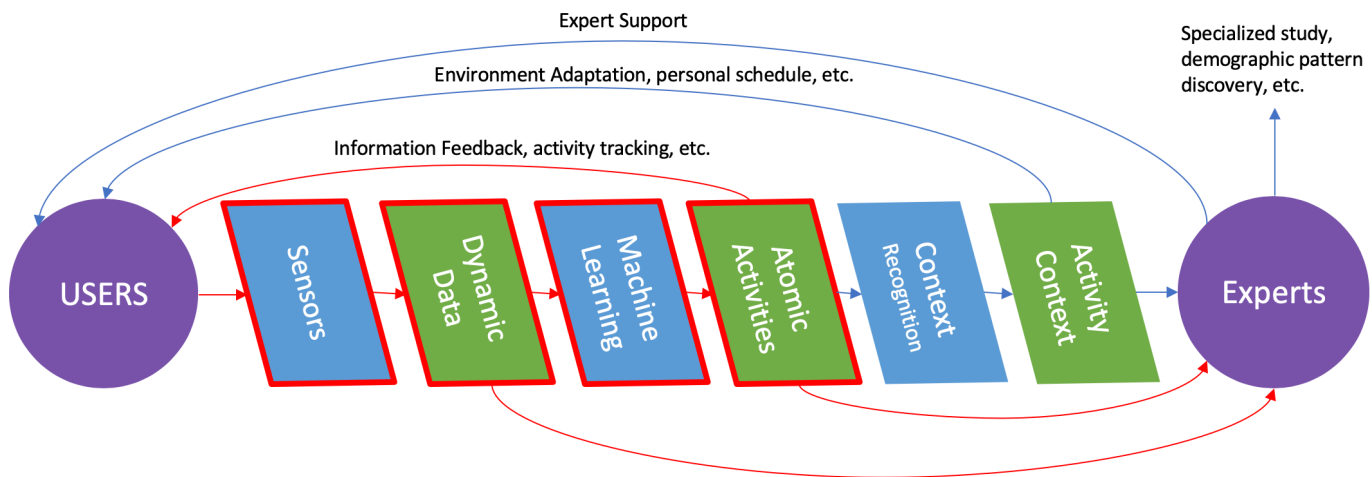 Expert Support
Specialized study,
demographic pattern
discovery, etc.
Environment Adaptation, personal schedule, etc.
Information Feedback, activity tracking, etc.
USERS
Sensors
Dynamic
Data
Machine
Learning
Atomic
Activities
Context
Recognition
Activity
Context
Experts